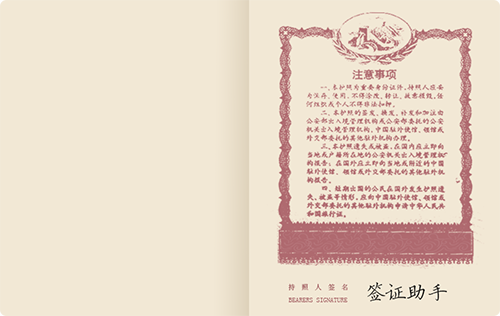 注意事项
一、本护照为重要身份证件，持照人应妥
为保存、使用，不得涂改、转让、故意损毁。任
何组织或个人不得非法扣押。
二、本护照的签发、换发、补发和加注由
公安部出入境管理机构或公安部委托的公安
机关出入境管理机构，中国驻外使馆、领馆或
外交部委托的其他驻外机构办理。
三、本护照遗失或被盗，在国内应立即向
当地或户籍所在地的公安机关出入境管理机
构报告；在国外应立即向当地或附近的中国
驻外使馆、领馆或外交部委托的其他驻外机
构报告。
四、短期出国的公民在国外发生护照遗
失、被盗等情形，应向中国驻外使馆、领馆或
外交部委托的其他驻外机构申请中华人民共
和国旅行证。
持照人签名
BEARERS SIGNATURE
签证助手